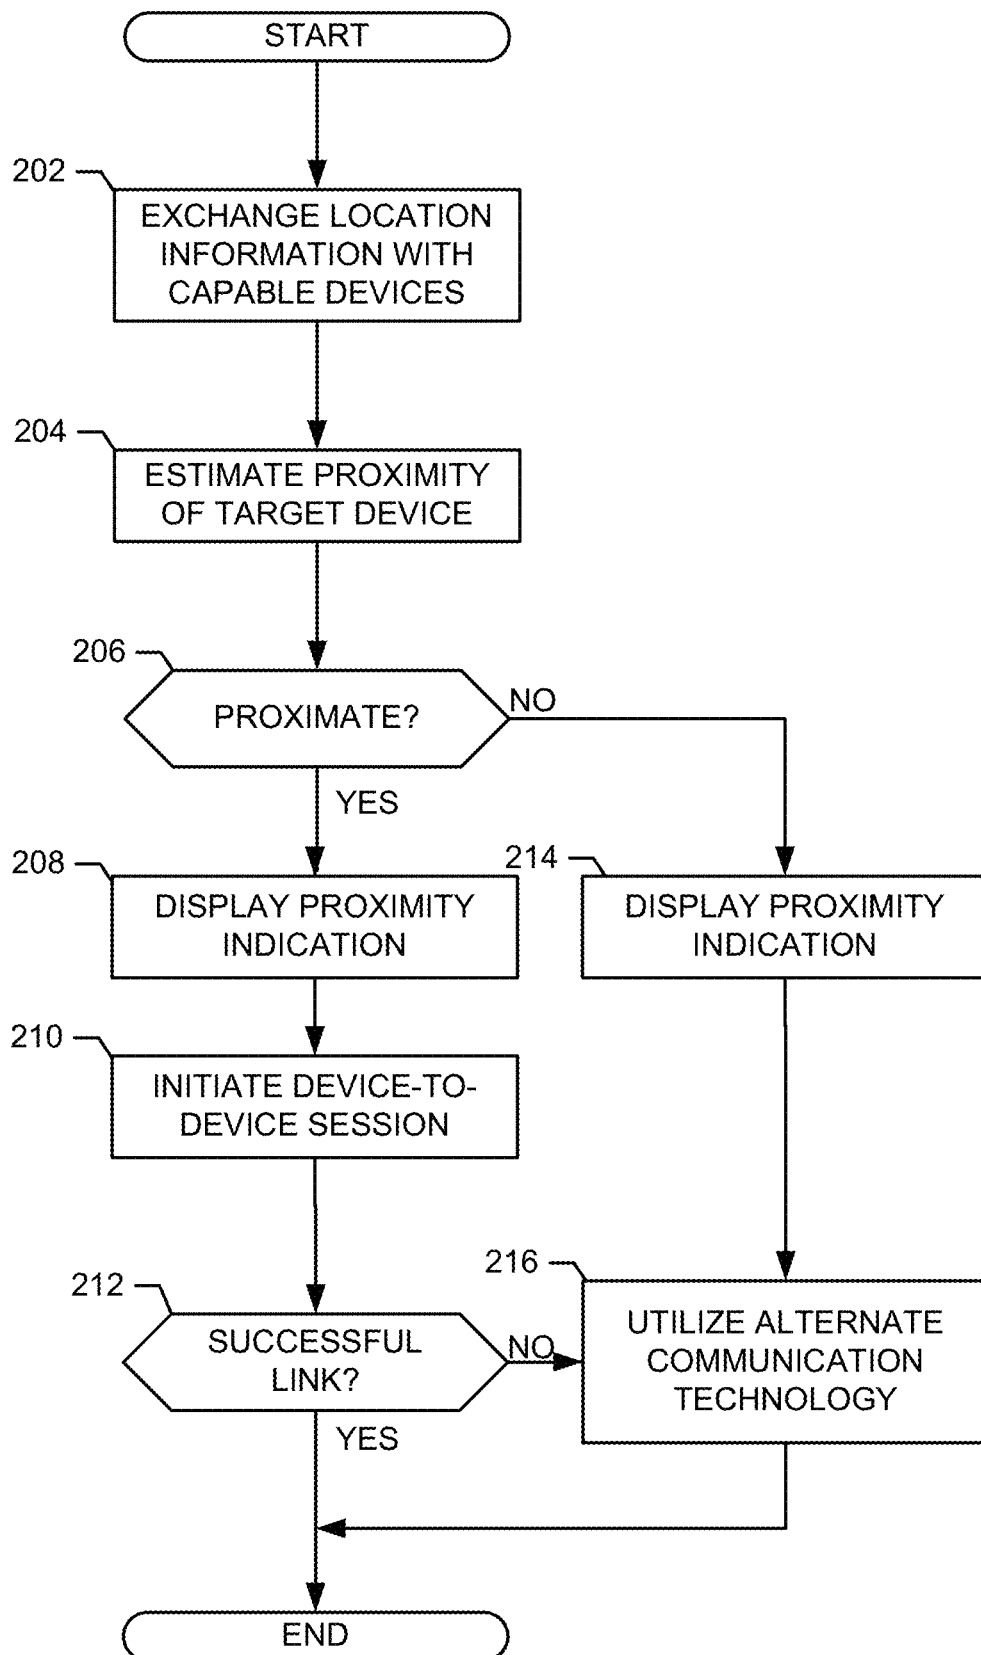 START
202
EXCHANGE LOCATION
INFORMATION WITH
CAPABLE DEVICES
204
ESTIMATE PROXIMITY
OF TARGET DEVICE
206
PROXIMATE?
NO
YES
208
DISPLAY PROXIMITY
INDICATION
214
DISPLAY PROXIMITY
INDICATION
210
INITIATE DEVICE-TO-
DEVICE SESSION
212
SUCCESSFUL
LINK?
NO
YES
216
UTILIZE ALTERNATE
COMMUNICATION
TECHNOLOGY
END